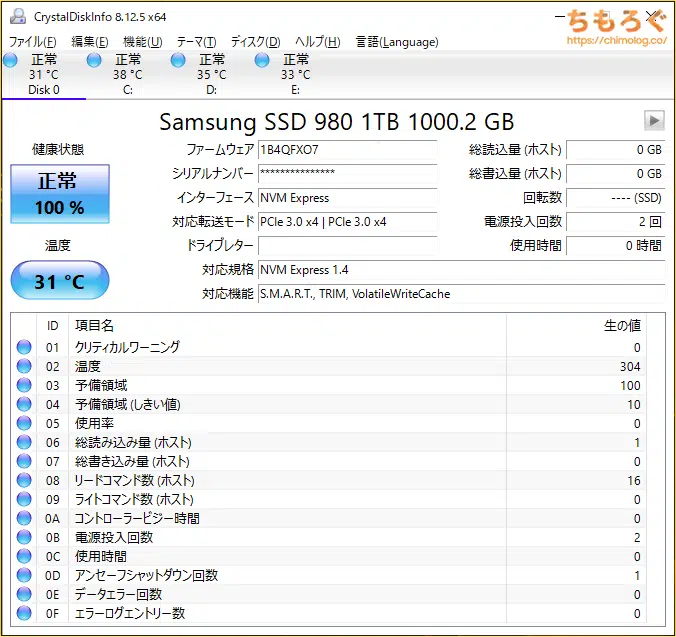 CrystalDiskInfo 8.12.5 x64
ちもろぐ
https://chimolog.co/
ファイル(F) 編集(E) 機能(U) テーマ(T) ディスク(D) ヘルプ(H) 言語(Language)
正常 正常 正常 正常
31 °C 38 °C 35 °C 33 °C
Disk 0 C: D: E:
Samsung SSD 980 1TB 1000.2 GB
健康状態
正常
100 %
温度
31 °C
ファームウェア 1B4QFXO7 総読込量 (ホスト) 0 GB
シリアルナンバー *************** 総書込量 (ホスト) 0 GB
インターフェース NVM Express 回転数 ---- (SSD)
対応転送モード PCIe 3.0 x4 | PCIe 3.0 x4 電源投入回数 2 回
ドライブレター 使用時間 0 時間
対応規格 NVM Express 1.4
対応機能 S.M.A.R.T., TRIM, VolatileWriteCache
ID 項目名 生の値
01 クリティカルワーニング 0
02 温度 304
03 予備領域 100
04 予備領域 (しきい値) 10
05 使用率 0
06 総読み込み量 (ホスト) 1
07 総書き込み量 (ホスト) 0
08 リードコマンド数 (ホスト) 16
09 ライトコマンド数 (ホスト) 0
0A コントローラービジー時間 0
0B 電源投入回数 2
0C 使用時間 0
0D アンセーフシャットダウン回数 1
0E データエラー回数 0
0F エラーログエントリー数 0